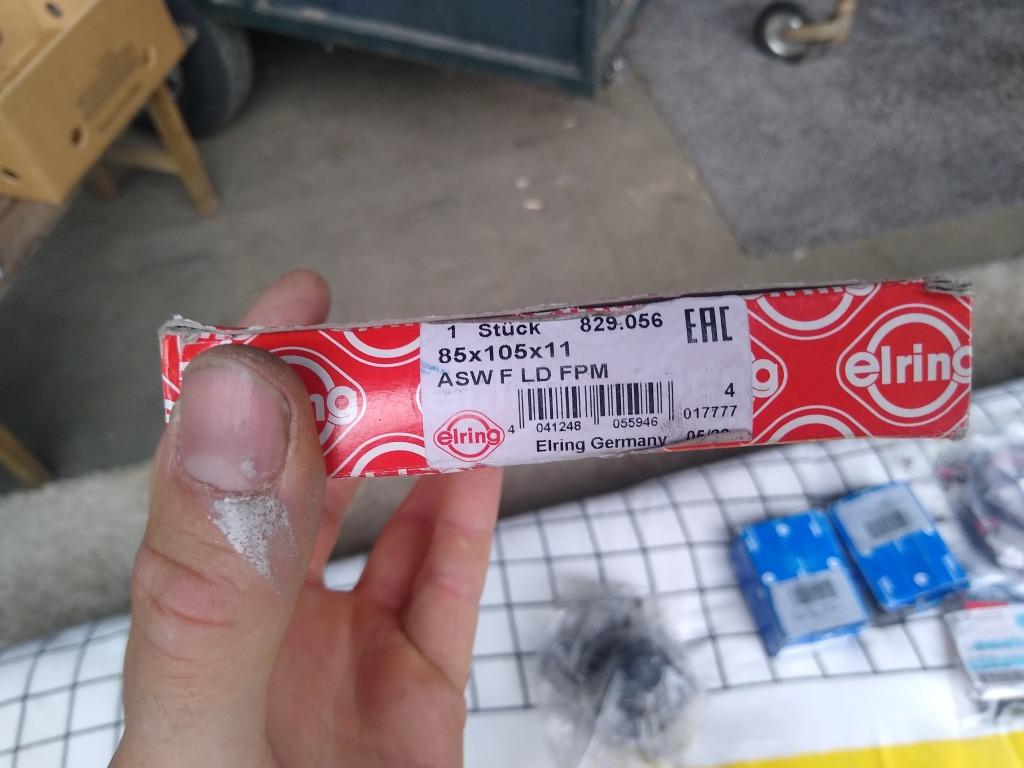 1 Stück 829.056 EAC
85x105x11
ASW F LD FPM
4 041248 055946
4
017777
elring
Elring Germany
elring